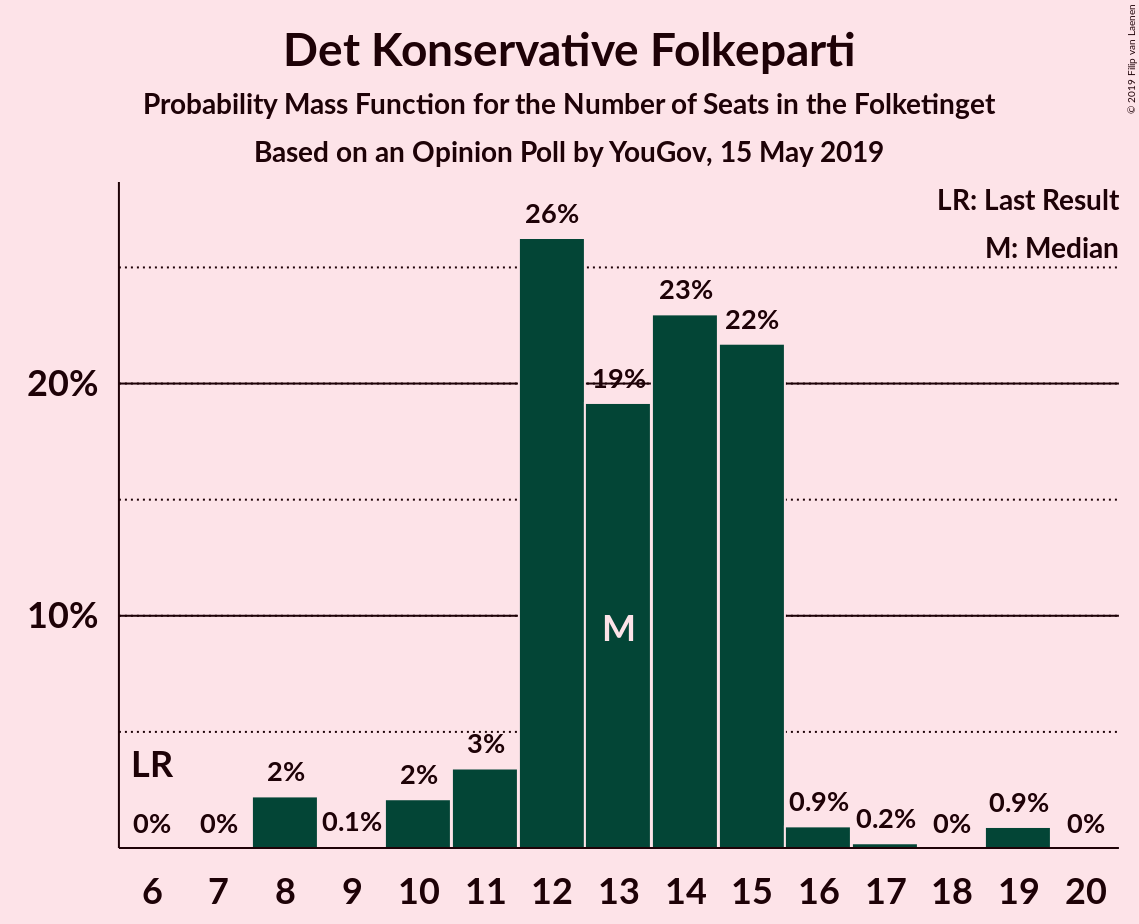 Det Konservative Folkeparti
Probability Mass Function for the Number of Seats in the Folketinget
Based on an Opinion Poll by YouGov, 15 May 2019
© 2019 Filip van Laenen
LR: Last Result
M: Median
20%
10%
LR
0%
0%
2%
0.1%
2%
3%
26%
19%
23%
22%
0.9%
0.2%
0%
0.9%
0%
M
6 7 8 9 10 11 12 13 14 15 16 17 18 19 20